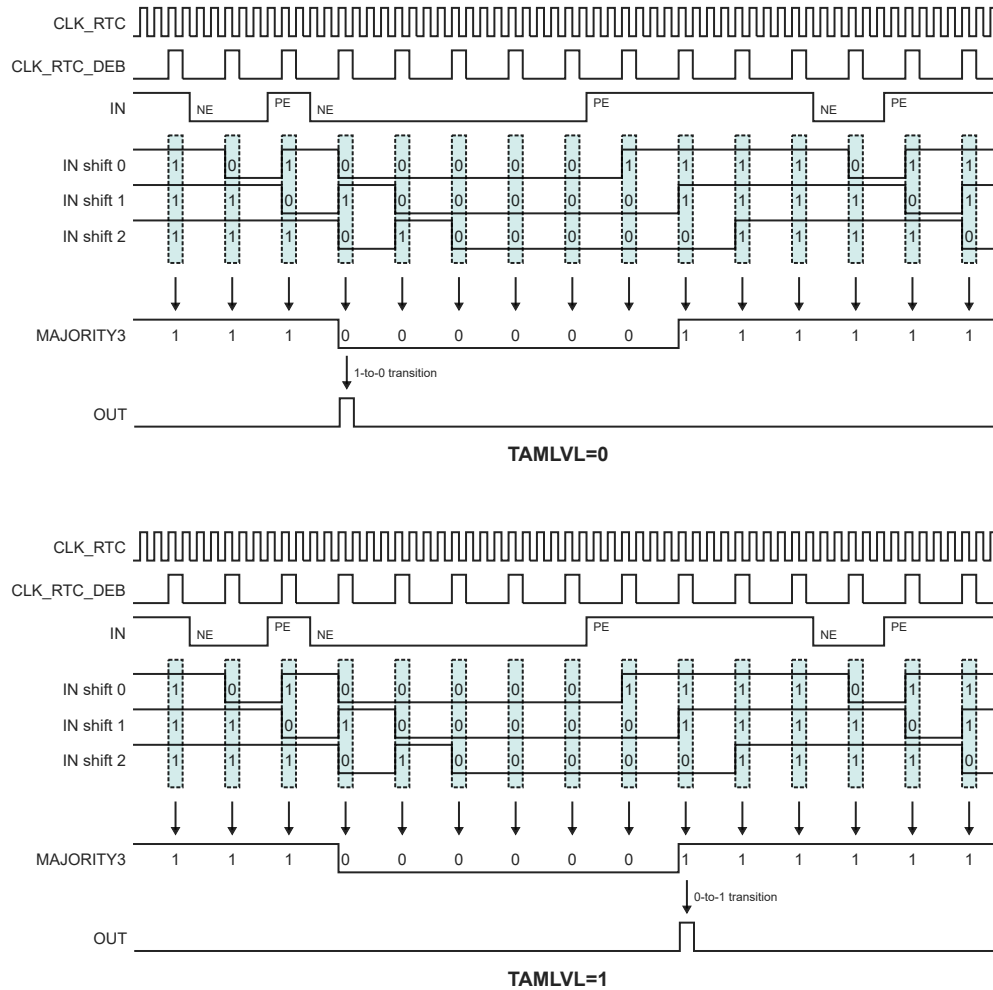 CLK_RTC
CLK_RTC_DEB
IN NE PE NE PE NE PE
IN shift 0 1 0 1 0 0 0 0 0 1 1 1 1 0 1 1
IN shift 1 1 1 0 1 0 0 0 0 0 1 1 1 1 0 1
IN shift 2 1 1 1 0 1 0 0 0 0 0 1 1 1 1 0
MAJORITY3 1 1 1 0 0 0 0 0 0 1 1 1 1 1 1
1-to-0 transition
OUT
TAMLVL=0
CLK_RTC
CLK_RTC_DEB
IN NE PE NE PE NE PE
IN shift 0 1 0 1 0 0 0 0 0 1 1 1 1 0 1 1
IN shift 1 1 1 0 1 0 0 0 0 0 1 1 1 1 0 1
IN shift 2 1 1 1 0 1 0 0 0 0 0 1 1 1 1 0
MAJORITY3 1 1 1 0 0 0 0 0 0 1 1 1 1 1 1
0-to-1 transition
OUT
TAMLVL=1